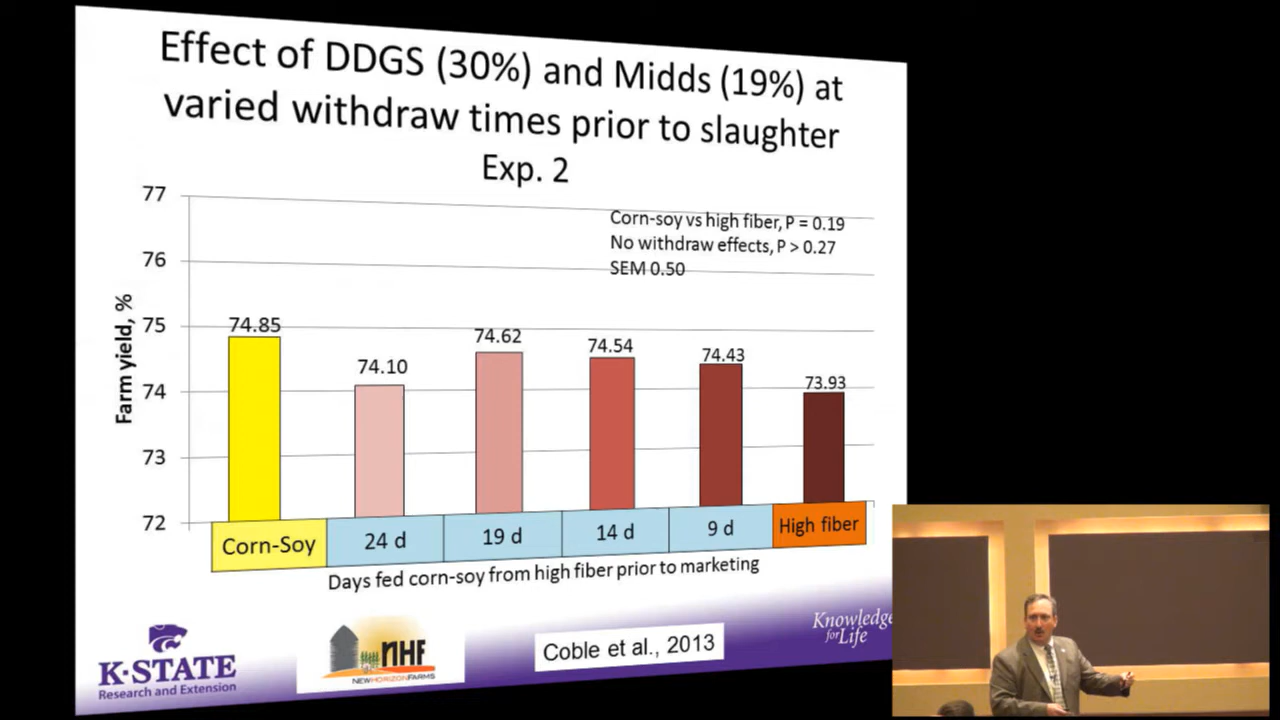 Effect of DDGS (30%) and Midds (19%) at
varied withdraw times prior to slaughter
Exp. 2
77
76
75
74
73
72
Farm yield, %
Corn-soy vs high fiber, P = 0.19
No withdraw effects, P > 0.27
SEM 0.50
74.85
74.10
74.62
74.54
74.43
73.93
Corn-Soy
24 d
19 d
14 d
9 d
High fiber
Days fed corn-soy from high fiber prior to marketing
K-STATE
Research and Extension
NHF
NEW HORIZON FARMS
Coble et al., 2013
Knowledge
for Life